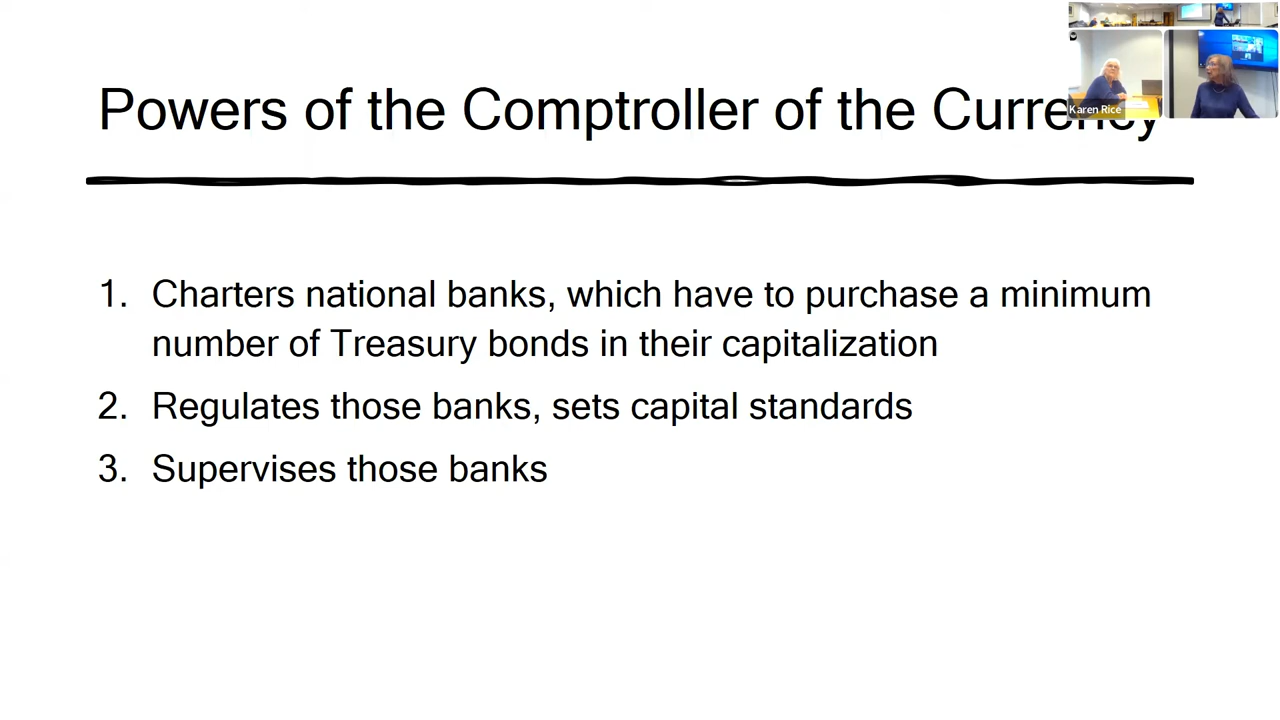 Powers of the Comptroller of the Currency
Karen Rice
1. Charters national banks, which have to purchase a minimum
number of Treasury bonds in their capitalization
2. Regulates those banks, sets capital standards
3. Supervises those banks